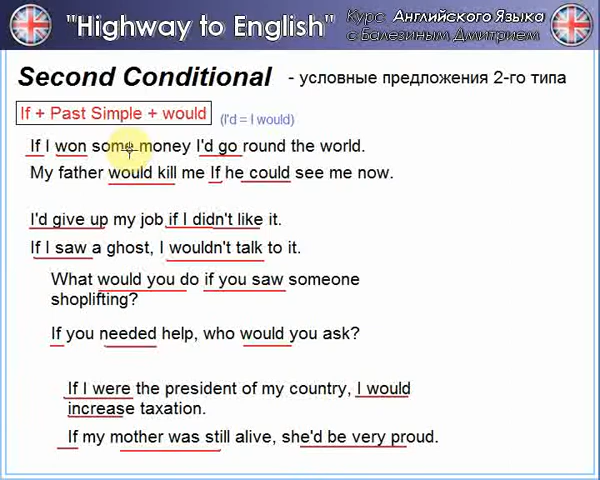 "Highway to English"
Курс Английского Языка
с Балезиным Дмитрием
Second Conditional - условные предложения 2-го типа
If + Past Simple + would (I'd = I would)
If I won some money I'd go round the world.
My father would kill me If he could see me now.
I'd give up my job if I didn't like it.
If I saw a ghost, I wouldn't talk to it.
What would you do if you saw someone
shoplifting?
If you needed help, who would you ask?
If I were the president of my country, I would
increase taxation.
If my mother was still alive, she'd be very proud.